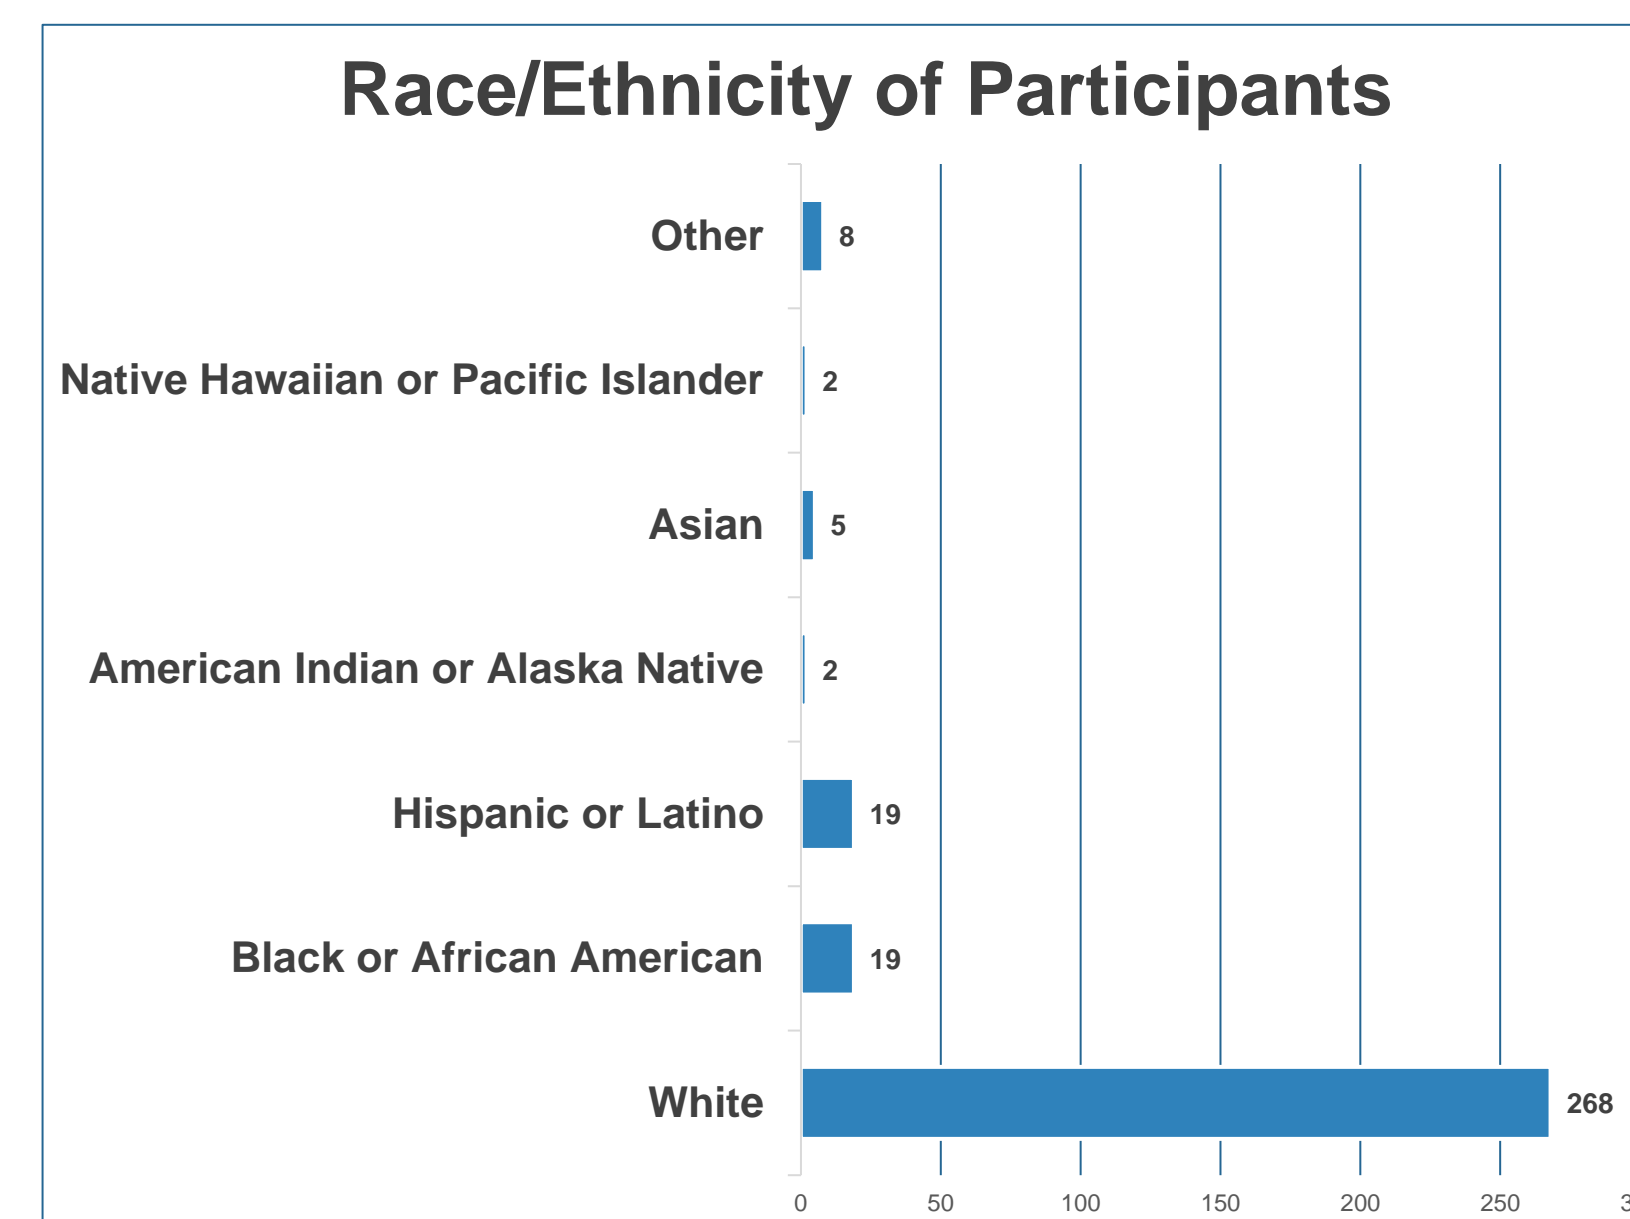 Race/Ethnicity of Participants
Other 8
Native Hawaiian or Pacific Islander 2
Asian 5
American Indian or Alaska Native 2
Hispanic or Latino 19
Black or African American 19
White 268
0 50 100 150 200 250